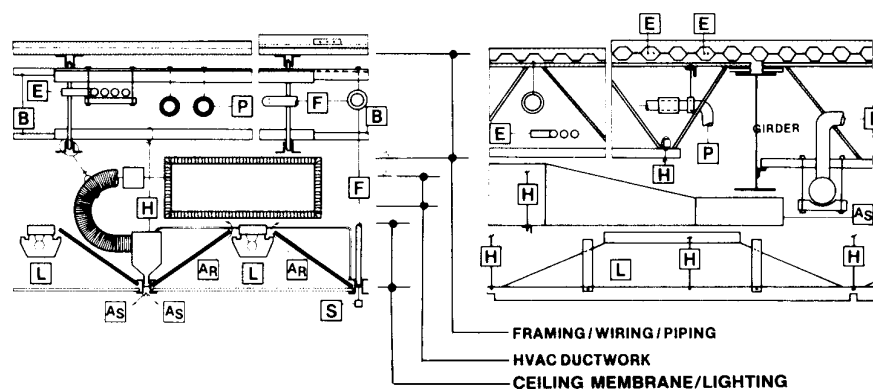 E E
E P F B E
B
P
GIRDER
H H
F
H
AS
L AR L AR H L H H
AS AS S
FRAMING/WIRING/PIPING
HVAC DUCTWORK
CEILING MEMBRANE/LIGHTING